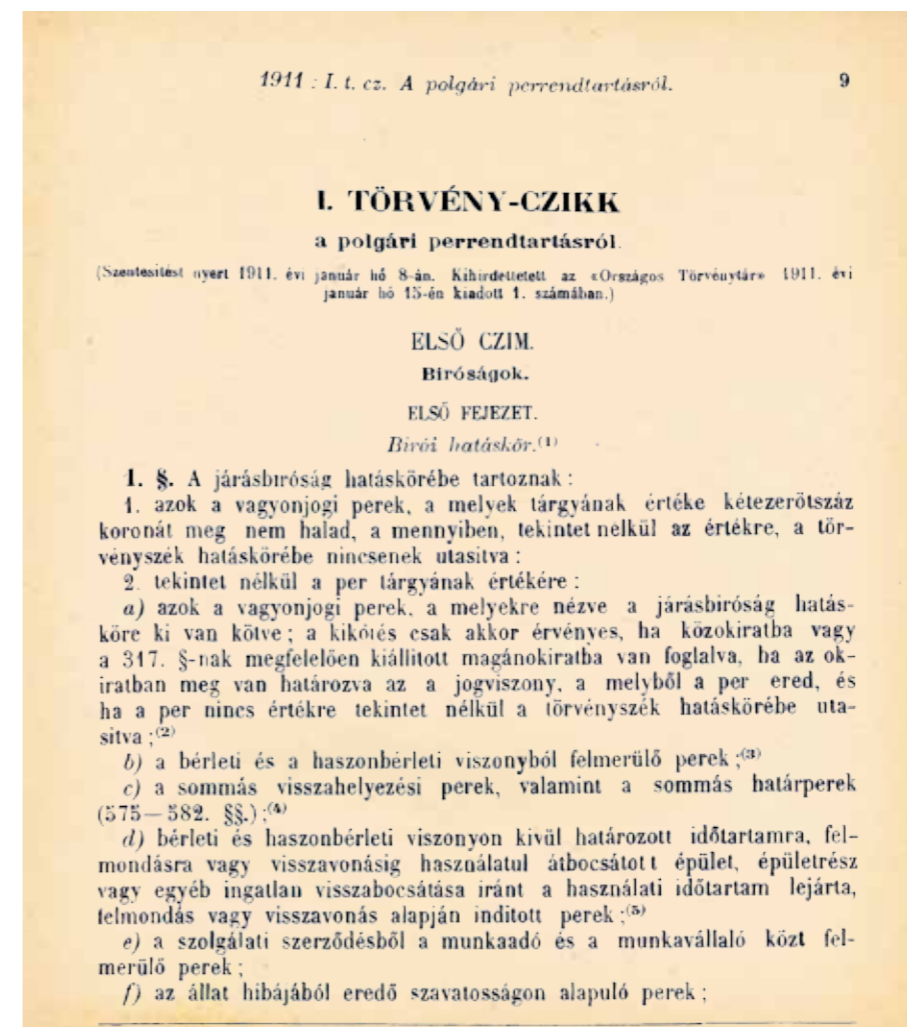 1911 : I. t. cz. A polgári perrendtartásról. 9
I. TÖRVÉNY-CZIKK
a polgári perrendtartásról.
(Szentesitést nyert 1911. évi január hó 8-án. Kihirdettetett az «Országos Törvénytár» 1911. évi
január hó 15-én kiadott 1. számában.)
ELSŐ CZIM.
Biróságok.
ELSŐ FEJEZET.
Birói hatáskör.(1)
1. §. A járásbiróság hatáskörébe tartoznak :
1. azok a vagyonjogi perek, a melyek tárgyának értéke kétezerötszáz
koronát meg nem halad, a mennyiben, tekintet nélkül az értékre, a tör-
vényszék hatáskörébe nincsenek utasitva :
2. tekintet nélkül a per tárgyának értékére :
a) azok a vagyonjogi perek, a melyekre nézve a járásbiróság hatás-
köre ki van kötve ; a kikötés csak akkor érvényes, ha közokiratba vagy
a 317. §-nak megfelelően kiállitott magánokiratba van foglalva, ha az ok-
iratban meg van határozva az a jogviszony, a melyből a per ered, és
ha a per nincs értékre tekintet nélkül a törvényszék hatáskörébe uta-
sitva ;(2)
b) a bérleti és a haszonbérleti viszonyból felmerülő perek ;(3)
c) a sommás visszahelyezési perek, valamint a sommás határperek
(575—582. §§.) ;(4)
d) bérleti és haszonbérleti viszonyon kivül határozott időtartamra, fel-
mondásra vagy visszavonásig használatul átbocsátott épület, épületrész
vagy egyéb ingatlan visszabocsátása iránt a használati időtartam lejárta,
felmondás vagy visszavonás alapján inditott perek ;(5)
e) a szolgálati szerződésből a munkaadó és a munkavállaló közt fel-
merülő perek ;
f) az állat hibájából eredő szavatosságon alapuló perek ;